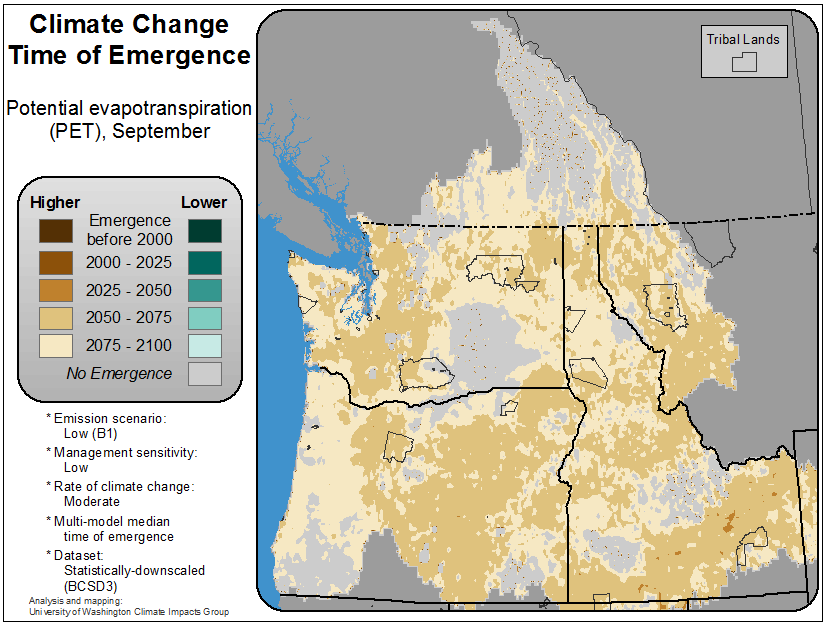 Climate Change
Time of Emergence
Potential evapotranspiration
(PET), September
Tribal Lands
Higher Lower
Emergence
before 2000
2000 - 2025
2025 - 2050
2050 - 2075
2075 - 2100
No Emergence
* Emission scenario:
Low (B1)
* Management sensitivity:
Low
* Rate of climate change:
Moderate
* Multi-model median
time of emergence
* Dataset:
Statistically-downscaled
(BCSD3)
Analysis and mapping:
University of Washington Climate Impacts Group